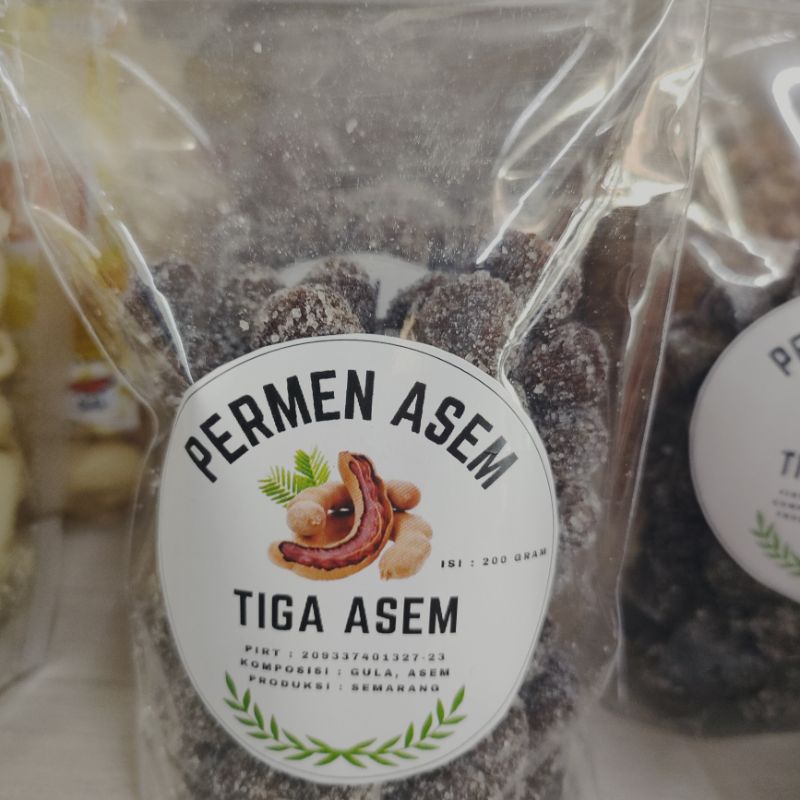 PERMEN ASEM
ISI : 200 GRAM
TIGA ASEM
PIRT : 209337401327-23
KOMPOSISI : GULA, ASEM
PRODUKSI : SEMARANG